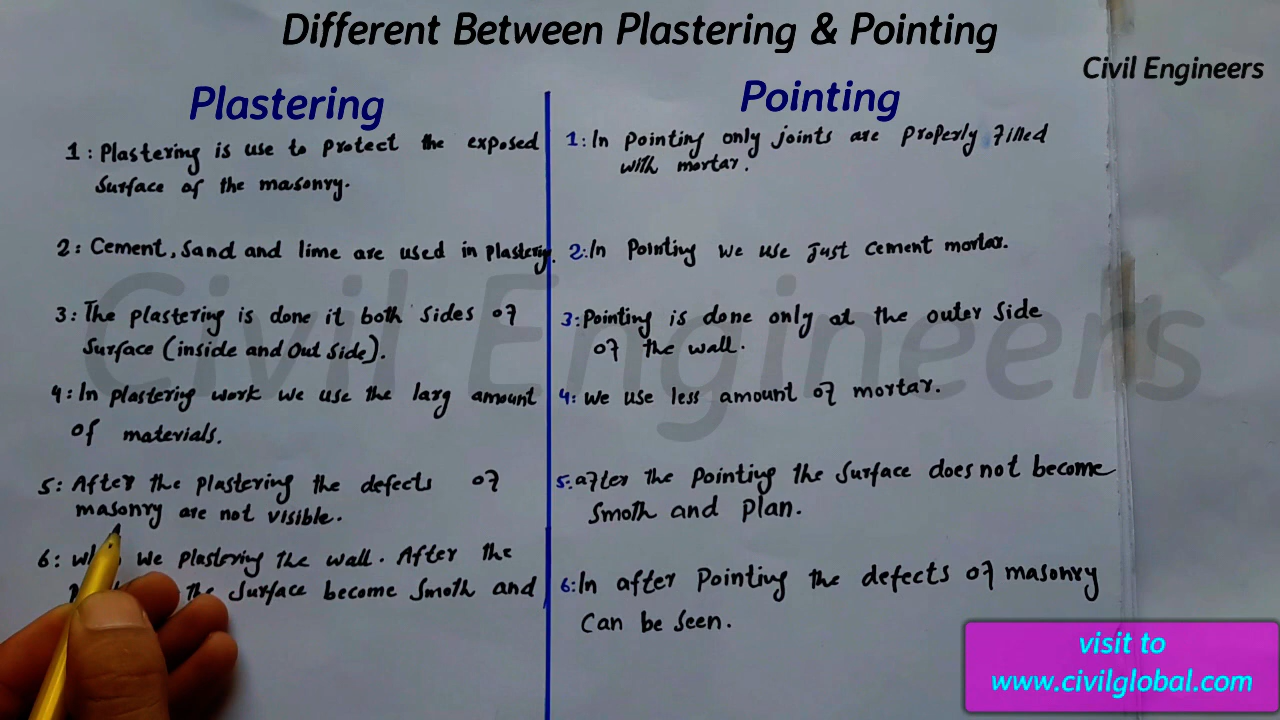 Different Between Plastering & Pointing
Civil Engineers
Plastering
1: Plastering is use to protect the exposed
Surface of the masonry.
2: Cement, Sand and lime are used in plastering.
3: The plastering is done it both sides of
Surface (inside and Out Side).
4: In plastering work we use the larg amount
of materials.
5: After the plastering the defects of
masonry are not visible.
6: we plastering the wall. After the
the Surface become Smoth and
Pointing
1: In pointing only joints are properly filled
with mortar.
2: In Pointing we use just cement mortar.
3: Pointing is done only at the outer side
of the wall.
4: we use less amount of mortar.
5: after the pointing the surface does not become
Smoth and plan.
6: In after Pointing the defects of masonry
Can be seen.
Civil Engineers
visit to
www.civilglobal.com